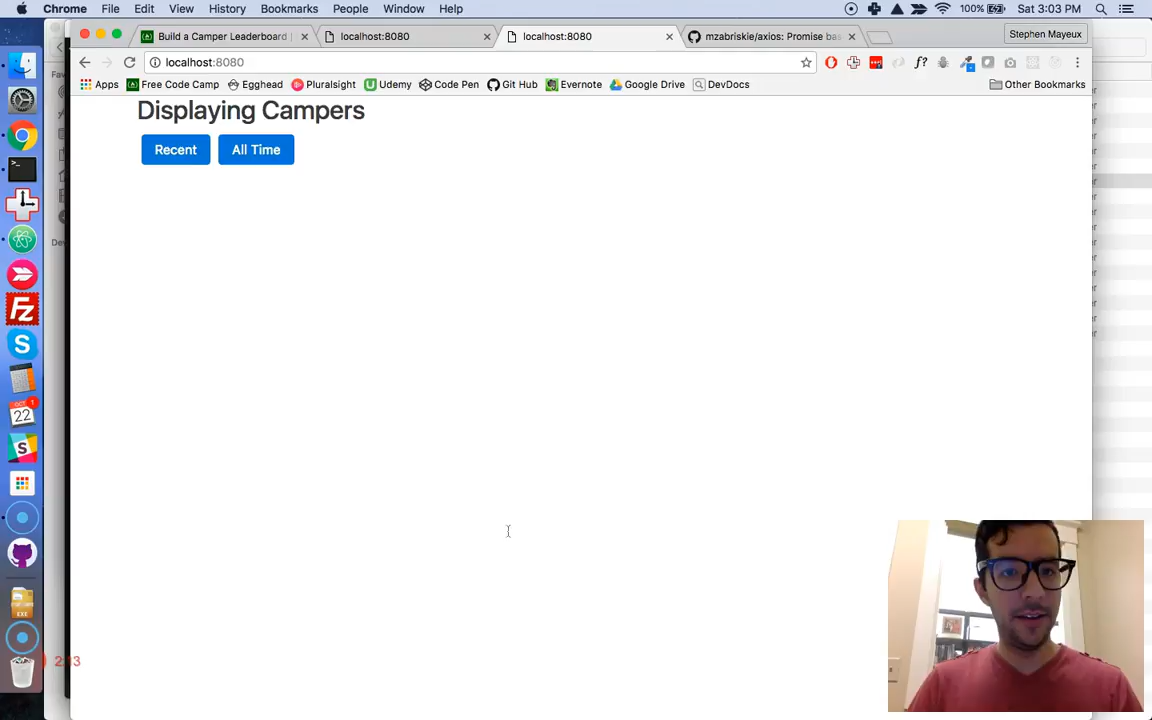 Chrome File Edit View History Bookmarks People Window Help
100% Sat 3:03 PM
Build a Camper Leaderboard
localhost:8080
localhost:8080
mzabriskie/axios: Promise bas
Stephen Mayeux
localhost:8080
Apps Free Code Camp Egghead Pluralsight Udemy Code Pen Git Hub Evernote Google Drive DevDocs Other Bookmarks
Displaying Campers
Recent All Time